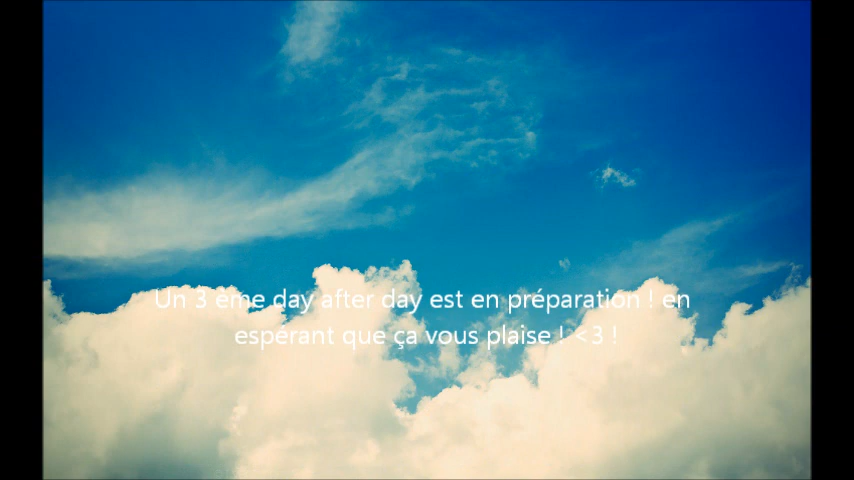 Un 3 ème day after day est en préparation ! en
espérant que ça vous plaise ! <3 !